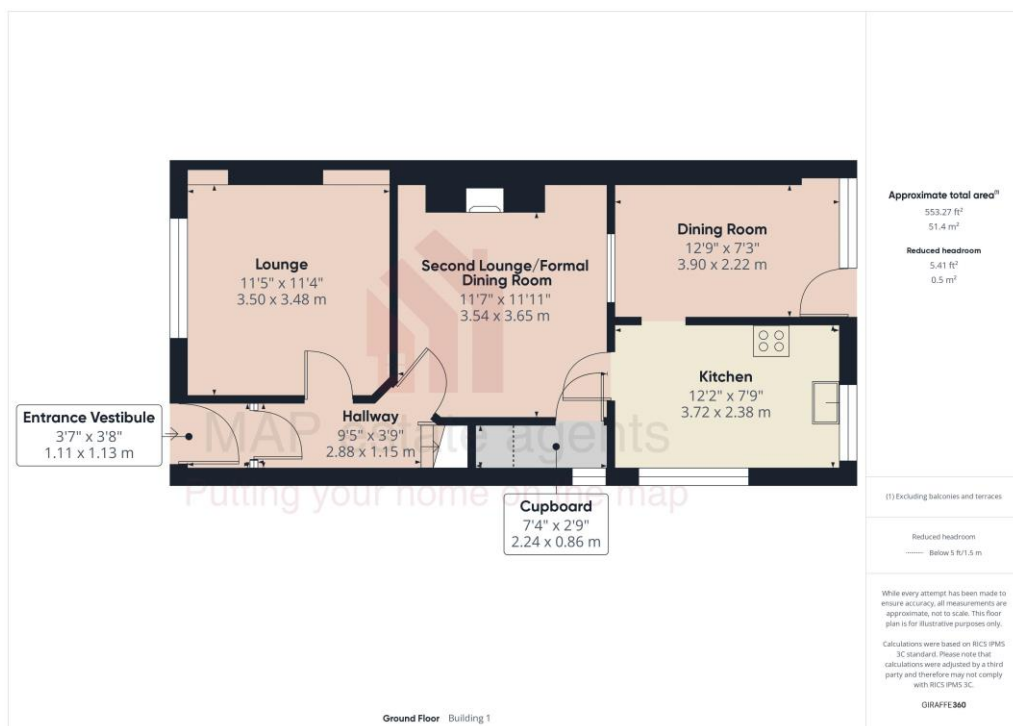 Lounge
11'5" x 11'4"
3.50 x 3.48 m
Second Lounge/Formal
Dining Room
11'7" x 11'11"
3.54 x 3.65 m
Dining Room
12'9" x 7'3"
3.90 x 2.22 m
Kitchen
12'2" x 7'9"
3.72 x 2.38 m
Entrance Vestibule
3'7" x 3'8"
1.11 x 1.13 m
Hallway
9'5" x 3'9"
2.88 x 1.15 m
MAP estate agents
Putting your home on the map
Cupboard
7'4" x 2'9"
2.24 x 0.86 m
Ground Floor Building 1
Approximate total area(1)
553.27 ft²
51.4 m²
Reduced headroom
5.41 ft²
0.5 m²
(1) Excluding balconies and terraces
Reduced headroom
Below 5 ft/1.5 m
While every attempt has been made to
ensure accuracy, all measurements are
approximate, not to scale. This floor
plan is for illustrative purposes only.
Calculations were based on RICS IPMS
3C standard. Please note that
calculations were adjusted by a third
party and therefore may not comply
with RICS IPMS 3C.
GIRAFFE360